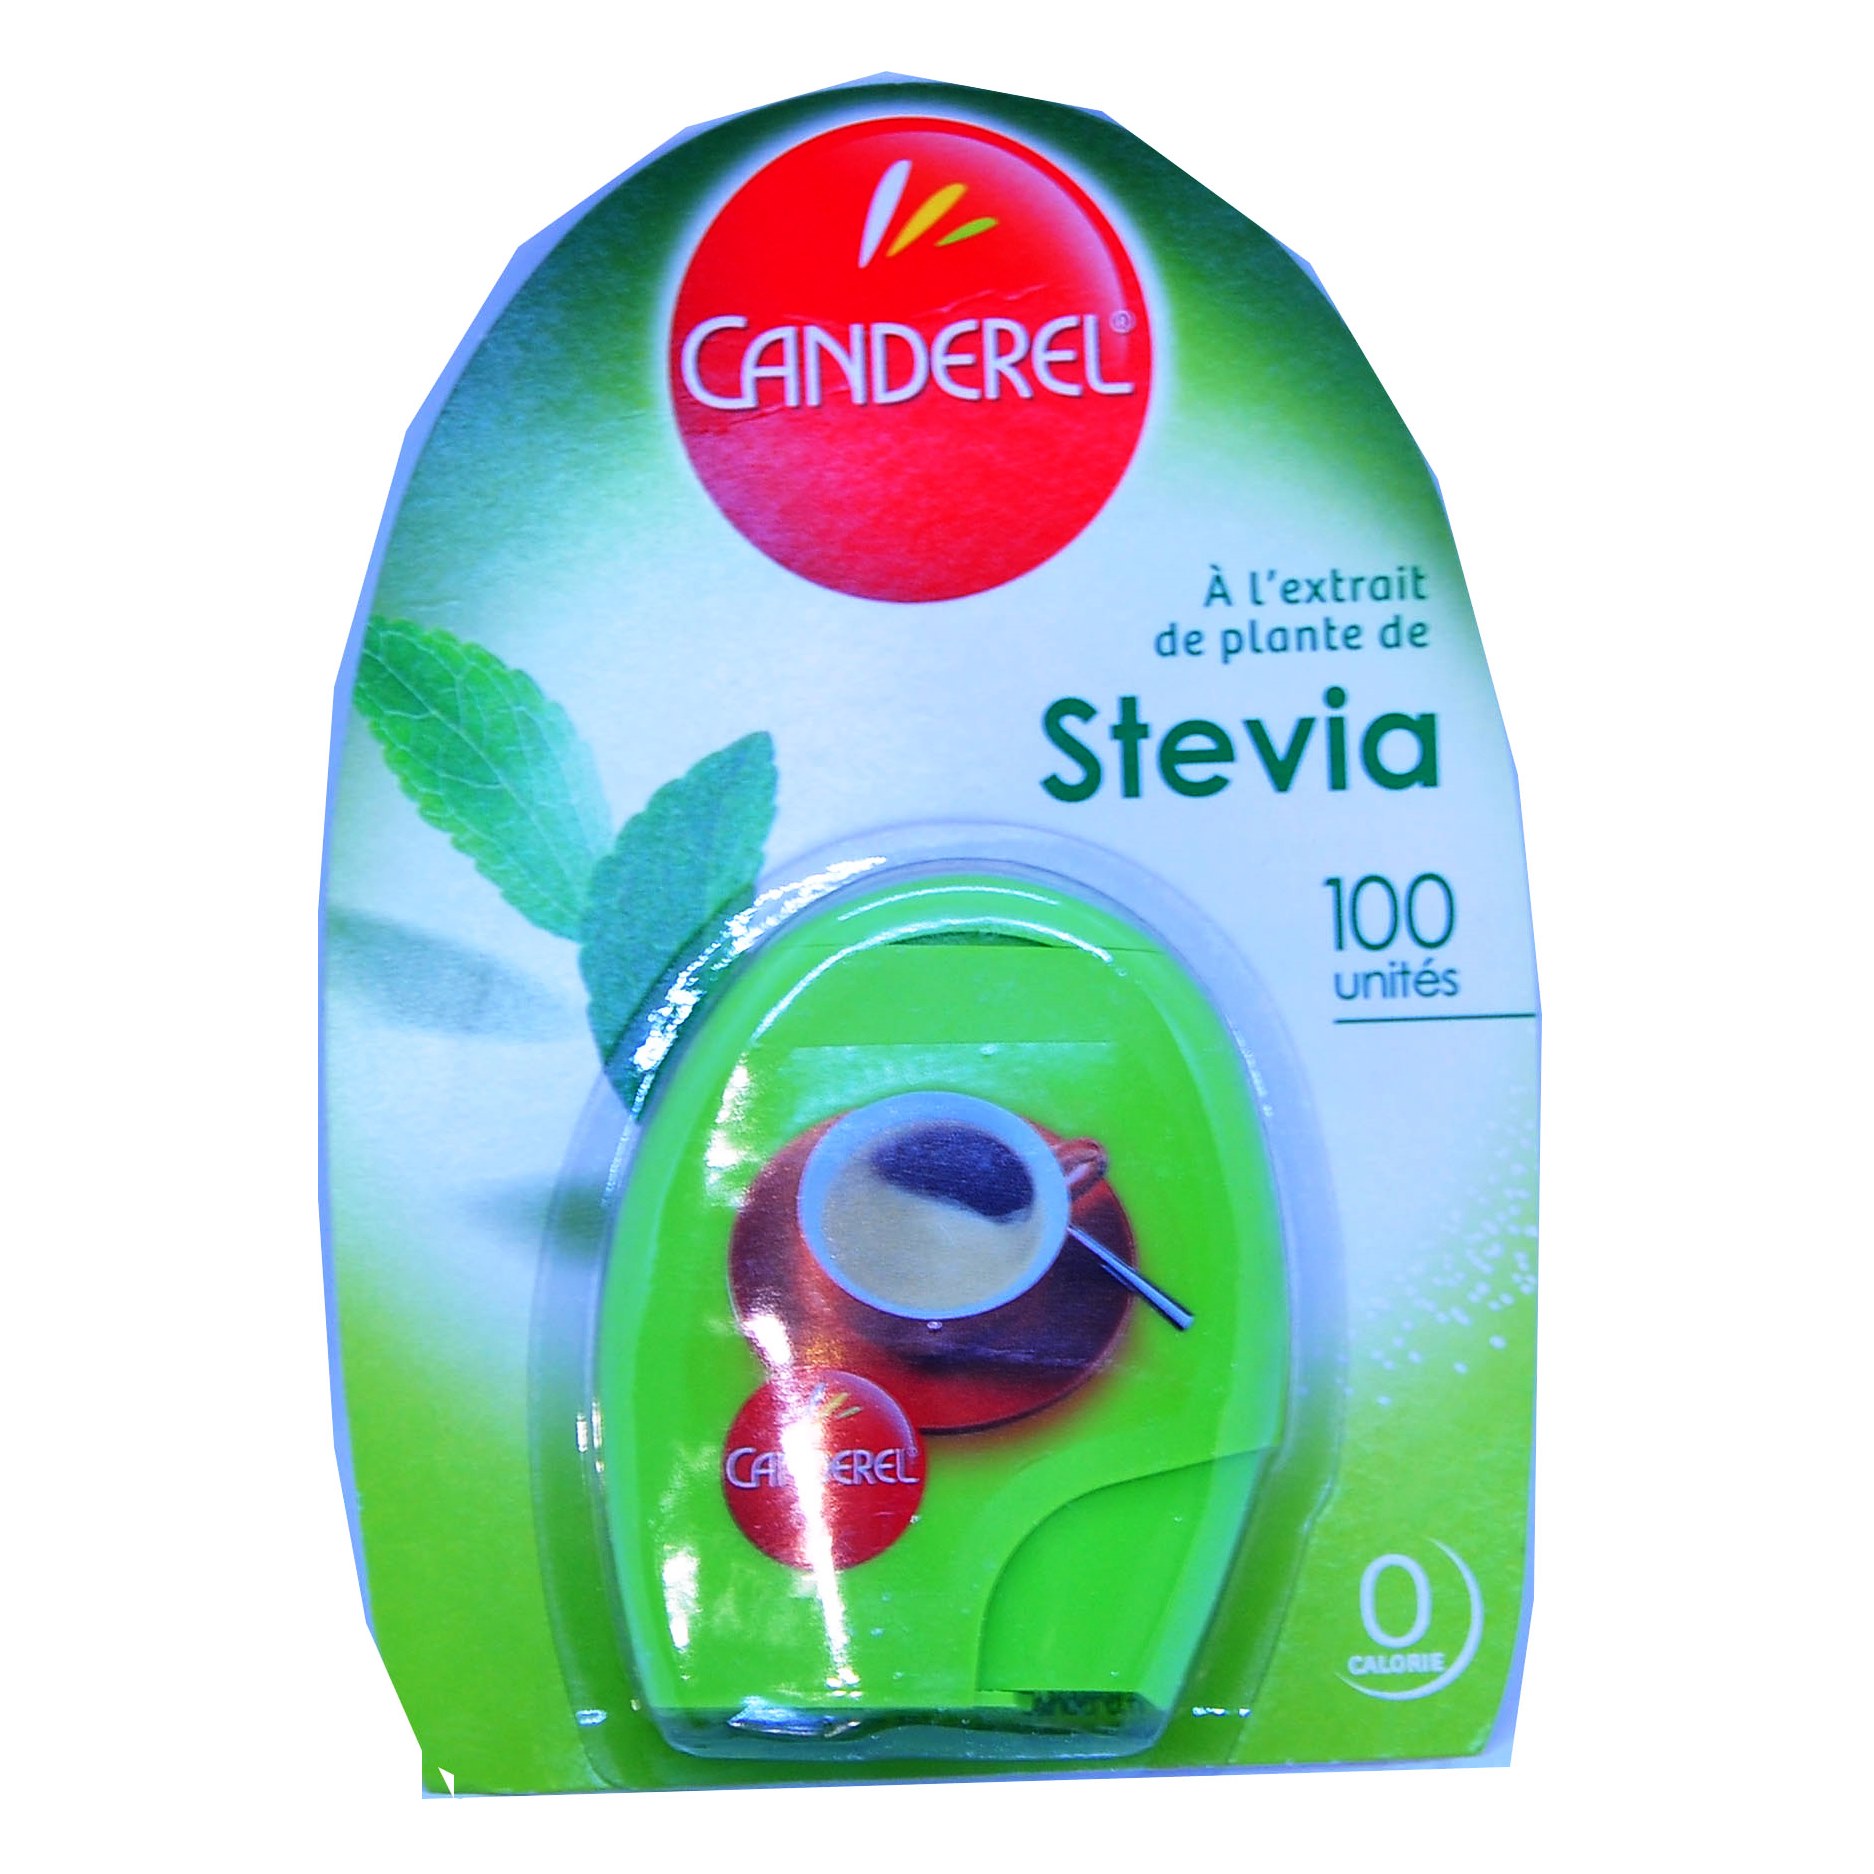 CANDEREL®
À l'extrait
de plante de
Stevia
100
unités
CANDEREL
0
CALORIE